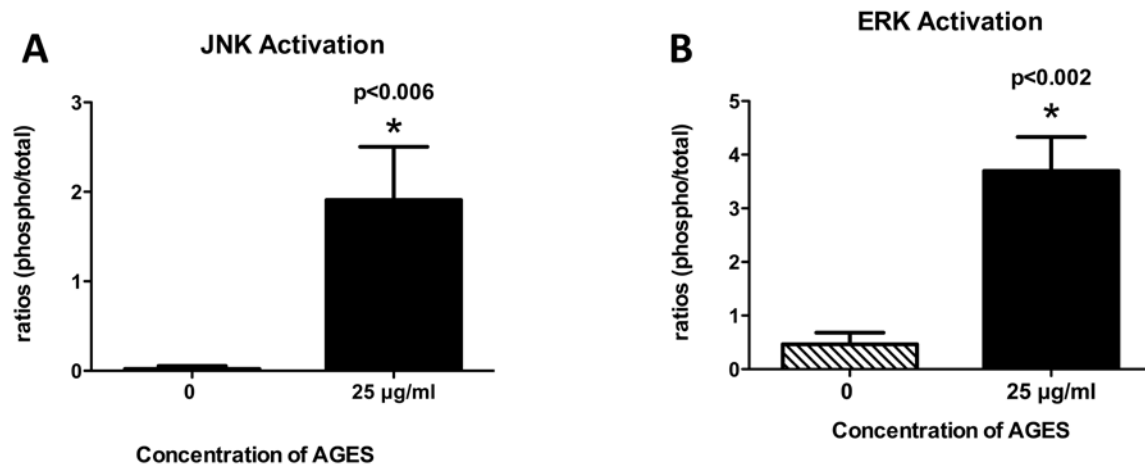 A
JNK Activation
ratios (phospho/total)
3
2
1
0
p<0.006
*
0
25 µg/ml
Concentration of AGES
B
ERK Activation
ratios (phospho/total)
5
4
3
2
1
0
p<0.002
*
0
25 µg/ml
Concentration of AGES